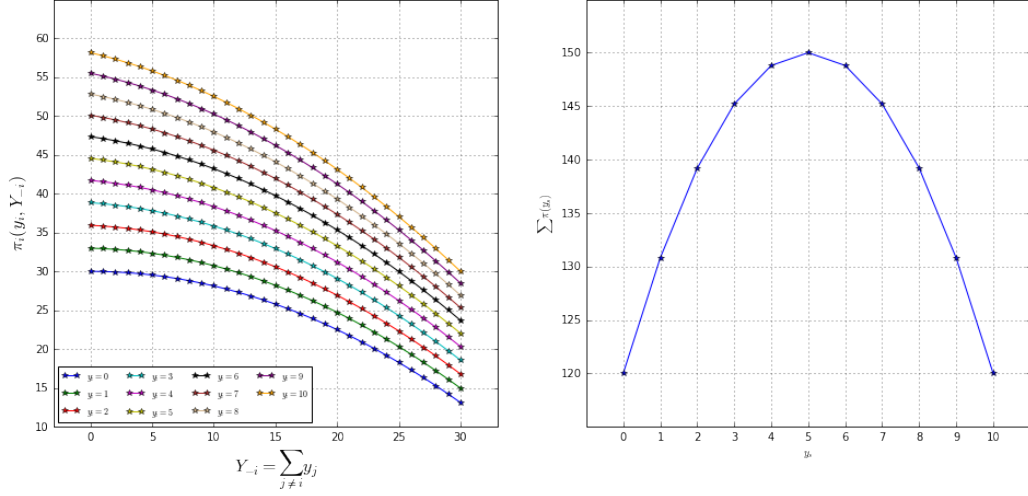 60
55
50
45
40
35
30
25
20
15
10
π_i(y_i, Y_{-i})
y = 0
y = 1
y = 2
y = 3
y = 4
y = 5
y = 6
y = 7
y = 8
y = 9
y = 10
0 5 10 15 20 25 30
Y_{-i} = ∑_{j≠i} y_j
150
145
140
135
130
125
120
0 1 2 3 4 5 6 7 8 9 10